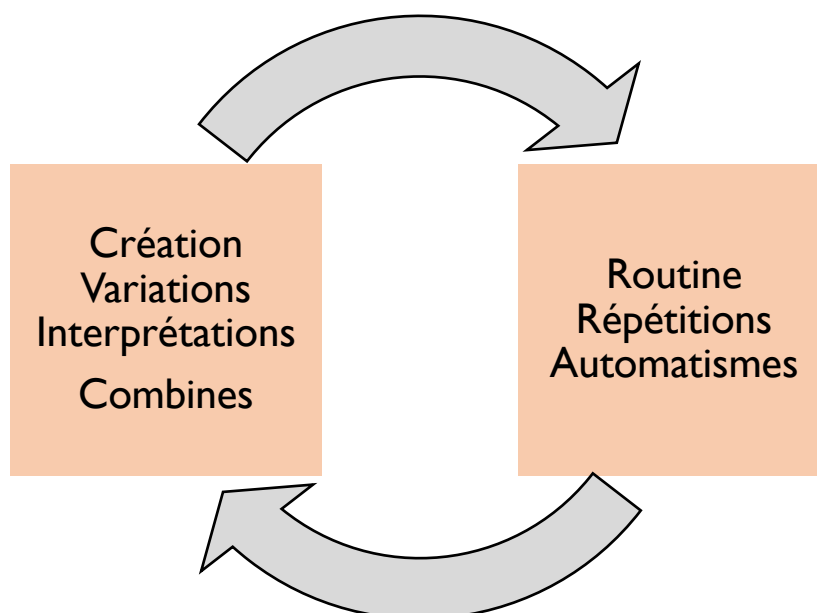 Création
Variations
Interprétations
Combines
Routine
Répétitions
Automatismes